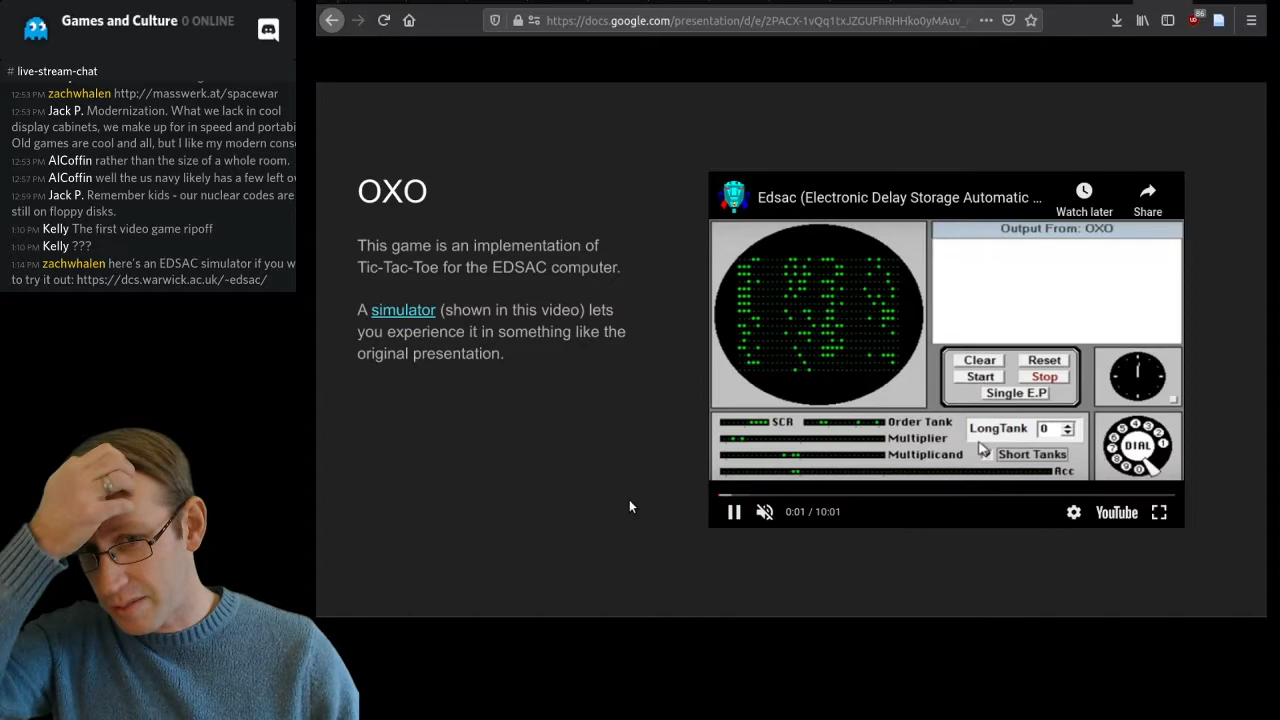 Games and Culture 0 ONLINE
# live-stream-chat
12:53 PM zachwhalen http://masswerk.at/spacewar
12:53 PM Jack P. Modernization. What we lack in cool
display cabinets, we make up for in speed and portabi
Old games are cool and all, but I like my modern cons
12:53 PM AlCoffin rather than the size of a whole room.
12:57 PM AlCoffin well the us navy likely has a few left ov
12:59 PM Jack P. Remember kids - our nuclear codes are
still on floppy disks.
1:10 PM Kelly The first video game ripoff
1:10 PM Kelly ???
1:14 PM zachwhalen here's an EDSAC simulator if you w
to try it out: https://dcs.warwick.ac.uk/~edsac/
https://docs.google.com/presentation/d/e/2PACX-1vQq1txJZGUFhRHHko0yMAuv_
86
OXO
This game is an implementation of
Tic-Tac-Toe for the EDSAC computer.
A simulator (shown in this video) lets
you experience it in something like the
original presentation.
Edsac (Electronic Delay Storage Automatic ...
Watch later
Share
Output From: OXO
Clear
Reset
Start
Stop
Single E.P
SCR
Order Tank
Multiplier
Multiplicand
Acc
LongTank 0
Short Tanks
DIAL
0:01 / 10:01
YouTube